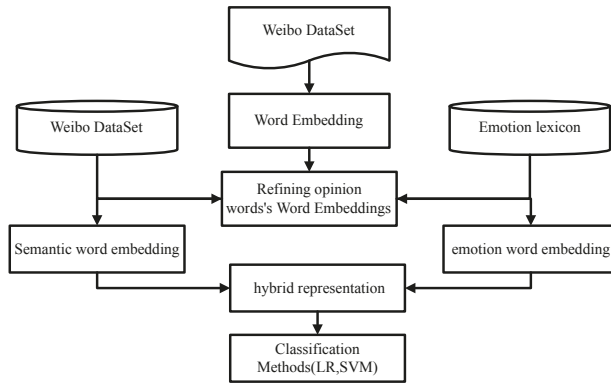 Weibo DataSet
Weibo DataSet
Word Embedding
Emotion lexicon
Refining opinion
words's Word Embeddings
Semantic word embedding
emotion word embedding
hybrid representation
Classification
Methods(LR,SVM)